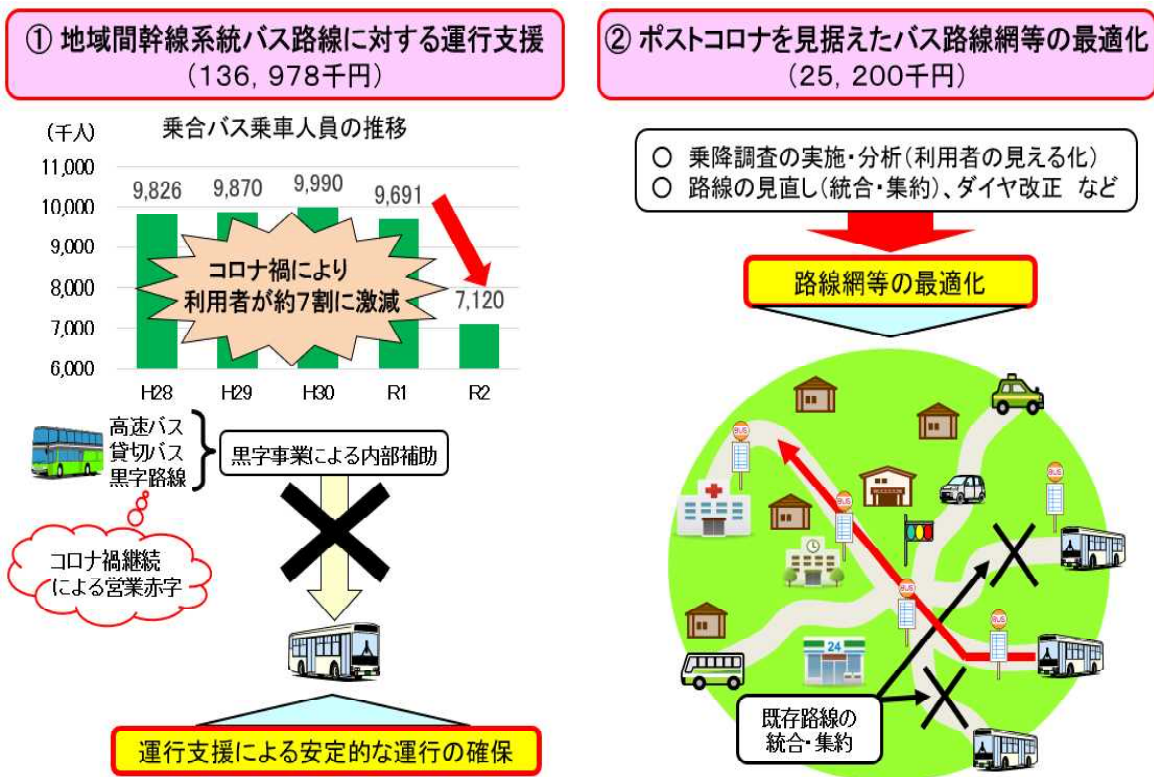 ① 地域間幹線系統バス路線に対する運行支援
(136,978千円)
(千人)
乗合バス乗車人員の推移
11,000
10,000
9,000
8,000
7,000
6,000
9,826
9,870
9,990
9,691
7,120
コロナ禍により
利用者が約7割に激減
H28
H29
H30
R1
R2
高速バス
貸切バス
黒字路線
黒字事業による内部補助
コロナ禍継続
による営業赤字
運行支援による安定的な運行の確保
② ポストコロナを見据えたバス路線網等の最適化
(25,200千円)
○ 乗降調査の実施・分析(利用者の見える化)
○ 路線の見直し(統合・集約)、ダイヤ改正 など
路線網等の最適化
BUS
BUS
BUS
BUS
BUS
24
既存路線の
統合・集約